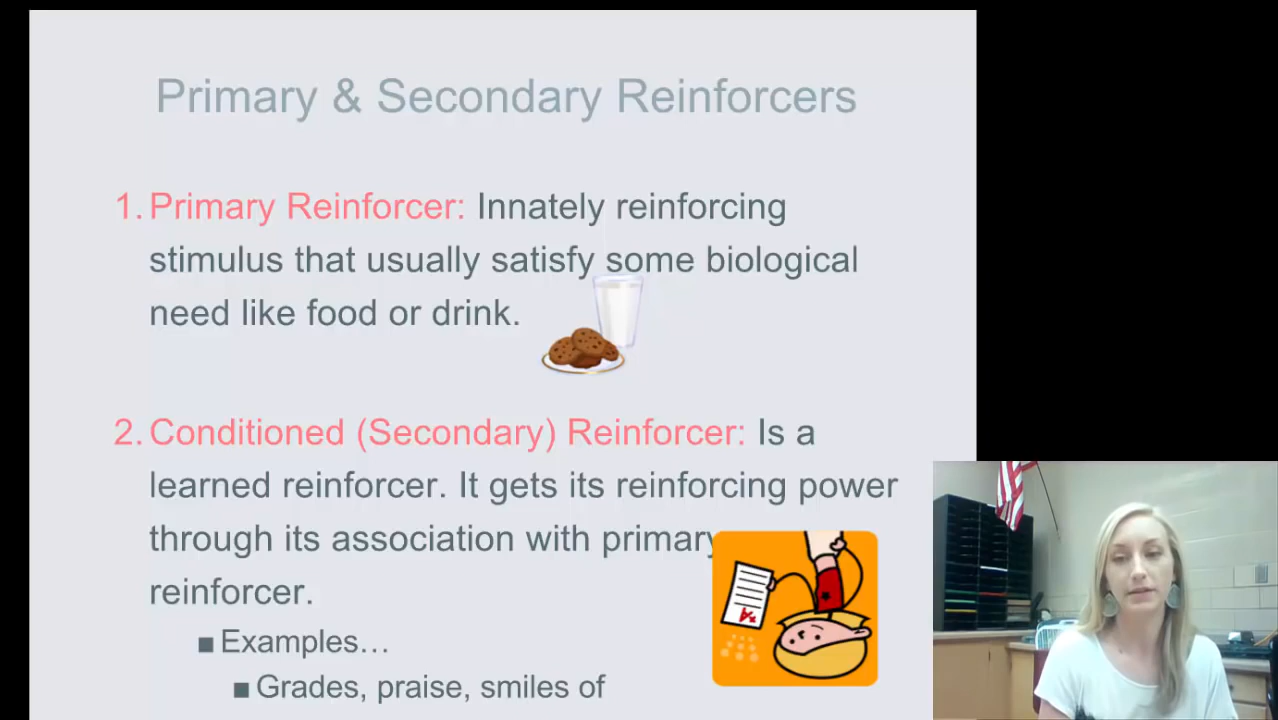 Primary & Secondary Reinforcers
1. Primary Reinforcer: Innately reinforcing
stimulus that usually satisfy some biological
need like food or drink.
2. Conditioned (Secondary) Reinforcer: Is a
learned reinforcer. It gets its reinforcing power
through its association with primary
reinforcer.
■ Examples…
■ Grades, praise, smiles of
A+